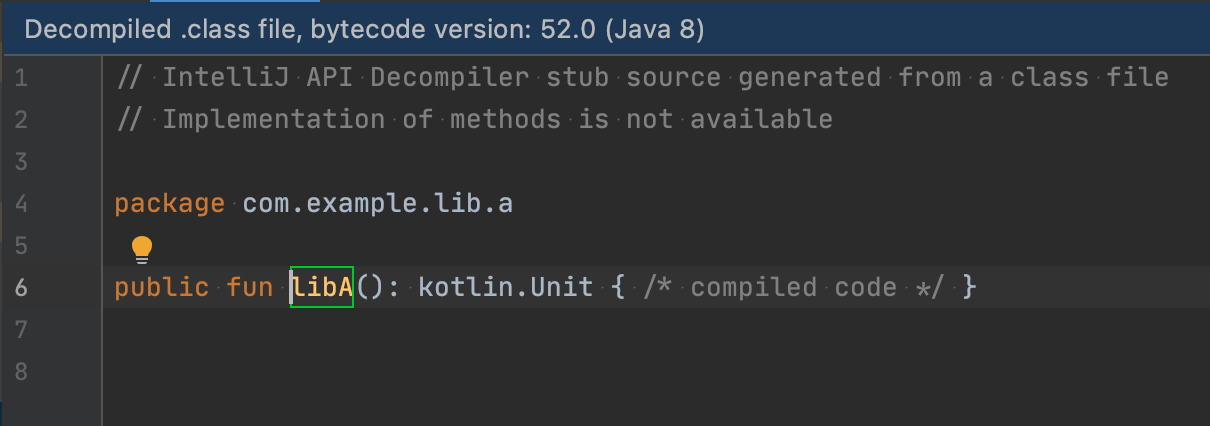 Decompiled .class file, bytecode version: 52.0 (Java 8)
1 // IntelliJ API Decompiler stub source generated from a class file
2 // Implementation of methods is not available
3
4 package com.example.lib.a
5
6 public fun libA(): kotlin.Unit { /* compiled code */ }
7
8